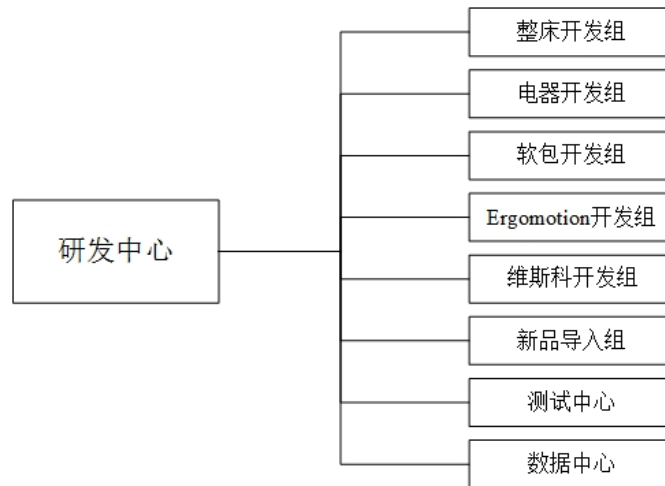 整床开发组
电器开发组
软包开发组
Ergomotion开发组
研发中心
维斯科开发组
新品导入组
测试中心
数据中心